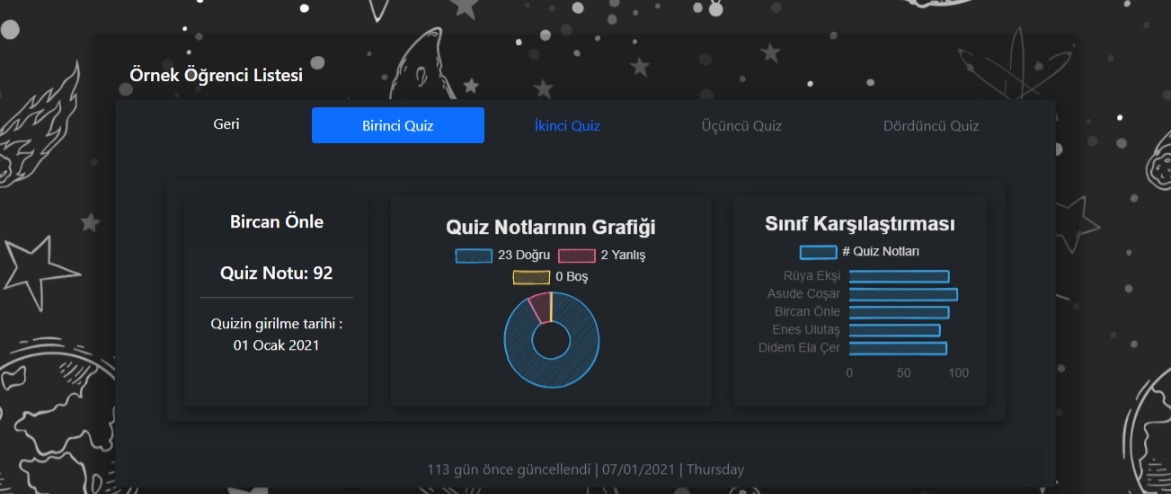 Örnek Öğrenci Listesi
Geri Birinci Quiz İkinci Quiz Üçüncü Quiz Dördüncü Quiz
Bircan Önle
Quiz Notu: 92
Quizin girilme tarihi :
01 Ocak 2021
Quiz Notlarının Grafiği
23 Doğru 2 Yanlış
0 Boş
Sınıf Karşılaştırması
# Quiz Notları
Rüya Ekşi
Asude Coşar
Bircan Önle
Enes Ulutaş
Didem Ela Çer
0 50 100
113 gün önce güncellendi | 07/01/2021 | Thursday